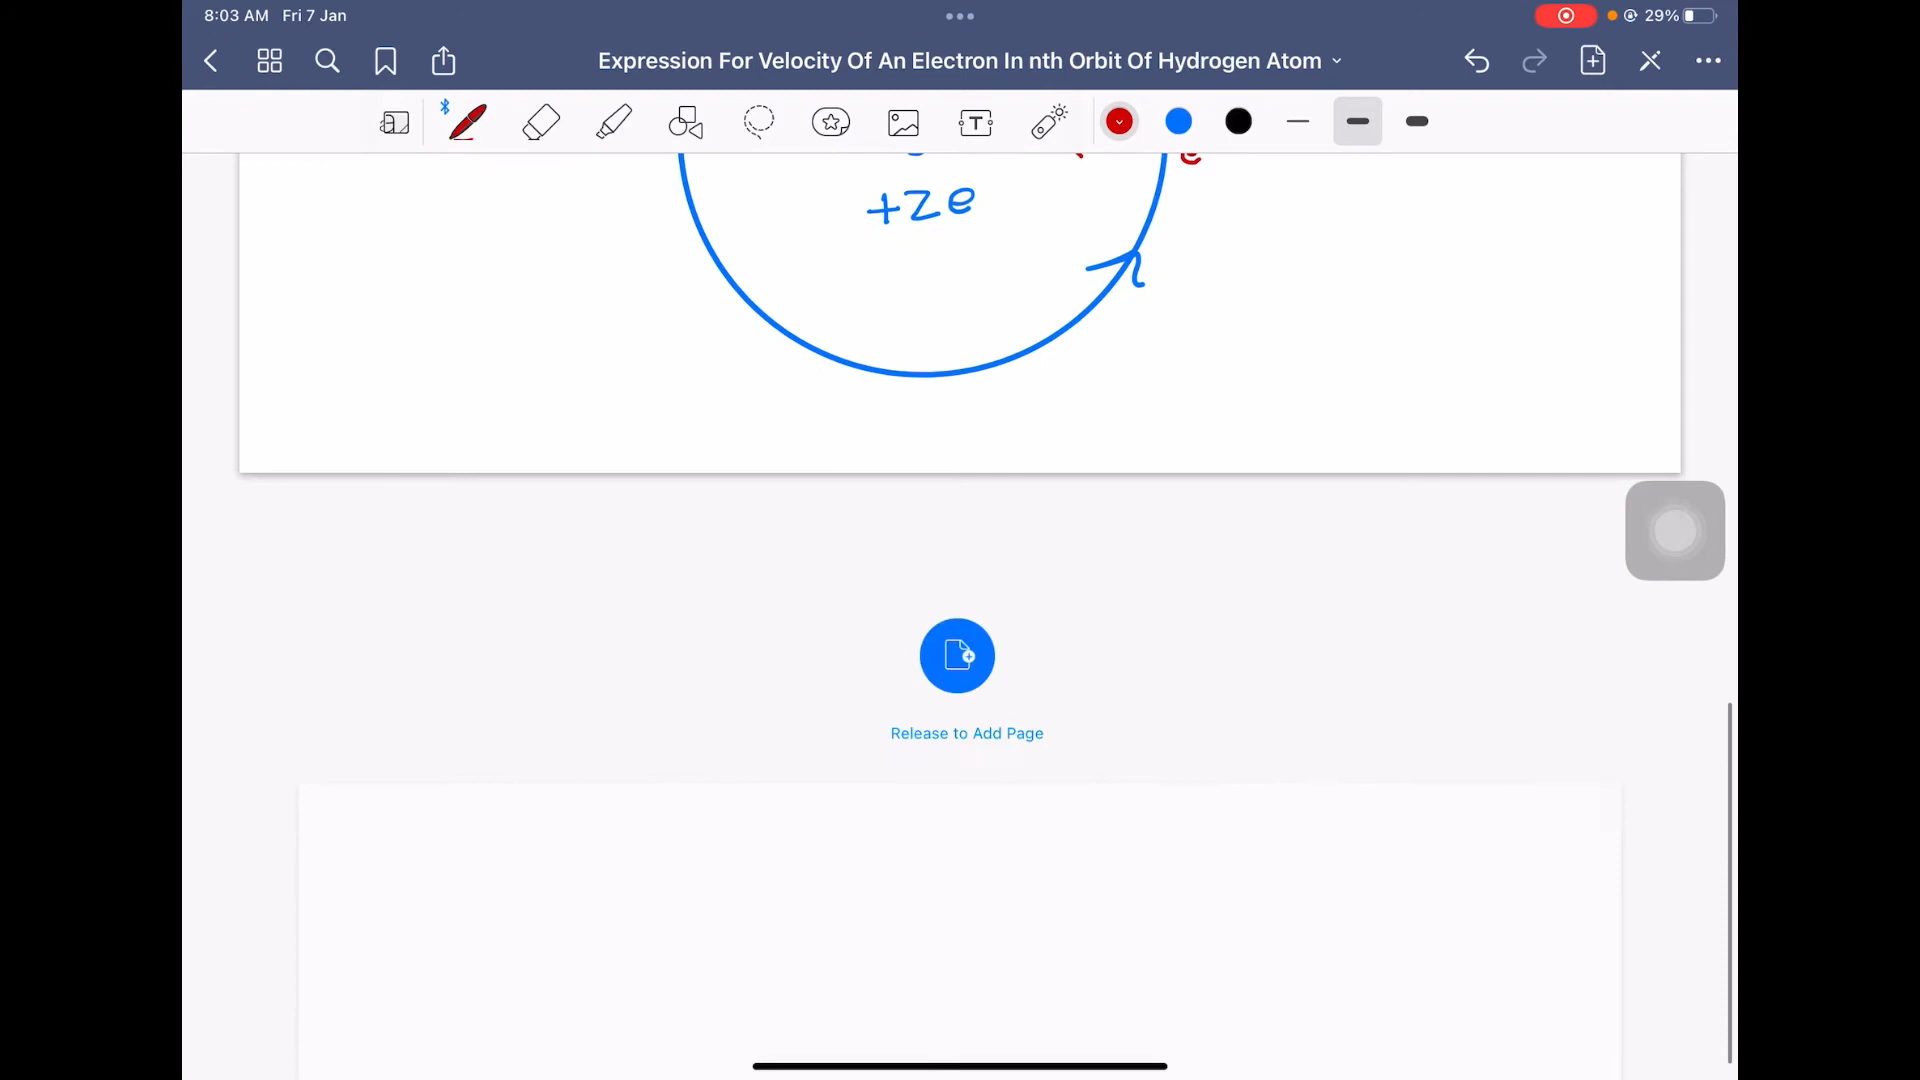 8:03 AM Fri 7 Jan
29%
Expression For Velocity Of An Electron In nth Orbit Of Hydrogen Atom
T
e
+Ze
Release to Add Page